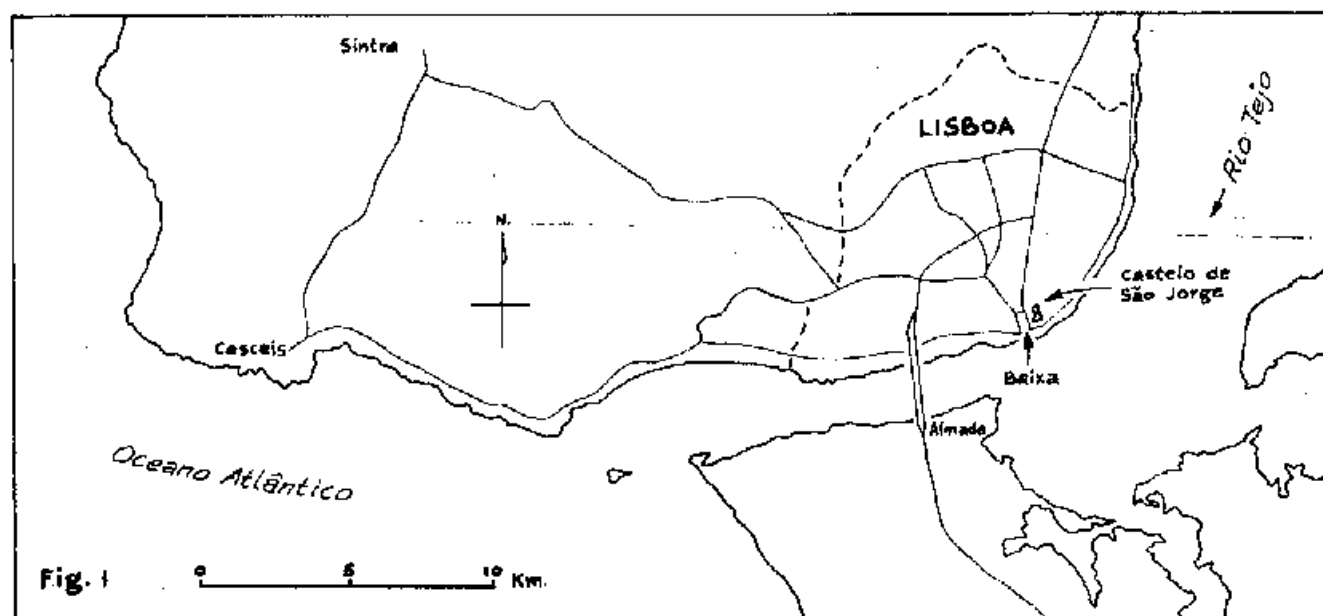 Sintra
LISBOA
Rio Tejo
N.
Castelo de
São Jorge
Cascais
Baixa
Almada
Oceano Atlântico
Fig. 1
0 5 10 Km.